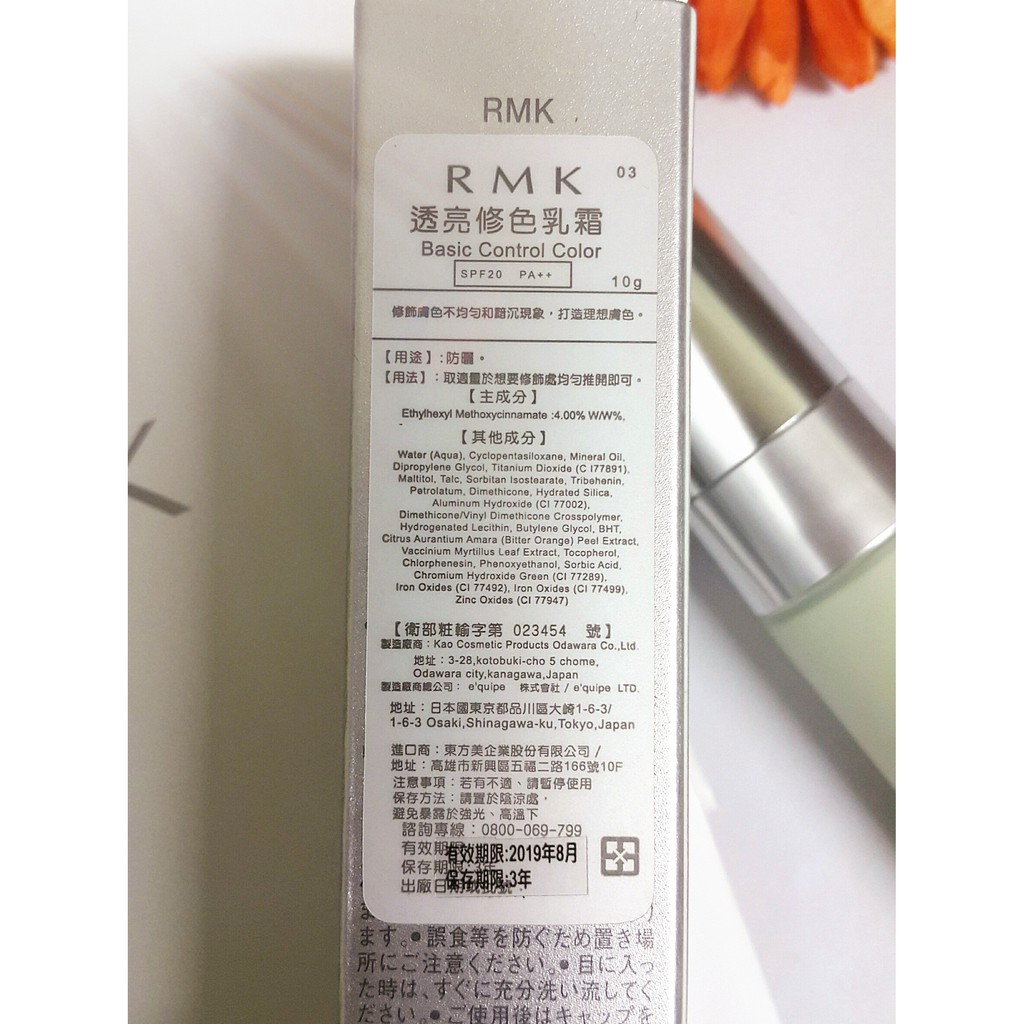 RMK
RMK 03
透亮修色乳霜
Basic Control Color
SPF20 PA++
10g
修飾膚色不均勻和黯沉現象，打造理想膚色。
【用途】:防曬。
【用法】：取適量於想要修飾處均勻推開即可。
【主成分】
Ethylhexyl Methoxycinnamate :4.00% W/W%,
【其他成分】
Water (Aqua), Cyclopentasiloxane, Mineral Oil,
Dipropylene Glycol, Titanium Dioxide (C I77891),
Maltitol, Talc, Sorbitan Isostearate, Tribehenin,
Petrolatum, Dimethicone, Hydrated Silica,
Aluminum Hydroxide (CI 77002),
Dimethicone/Vinyl Dimethicone Crosspolymer,
Hydrogenated Lecithin, Butylene Glycol, BHT,
Citrus Aurantium Amara (Bitter Orange) Peel Extract,
Vaccinium Myrtillus Leaf Extract, Tocopherol,
Chlorphenesin, Phenoxyethanol, Sorbic Acid,
Chromium Hydroxide Green (CI 77289),
Iron Oxides (CI 77492), Iron Oxides (CI 77499),
Zinc Oxides (CI 77947)
【衛部粧輸字第 023454 號】
製造廠商：Kao Cosmetic Products Odawara Co.,Ltd.
地址：3-28,kotobuki-cho 5 chome,
Odawara city,kanagawa,Japan
製造廠商總公司： e'quipe 株式會社 / e'quipe LTD.
地址：日本國東京都品川區大崎1-6-3/
1-6-3 Osaki,Shinagawa-ku,Tokyo,Japan
進口商：東方美企業股份有限公司 /
地址：高雄市新興區五福二路166號10F
注意事項：若有不適、請暫停使用
保存方法：請置於陰涼處，
避免暴露於強光、高溫下
諮詢專線：0800-069-799
有效期
有效期限:2019年8月
保存期限
保存期限:3年
出廠日
ます。●誤食等を防ぐため置き場
所にご注意ください。●目に入っ
た時は、すぐに充分洗い流してく
ださい。●ご使用後はキャップを